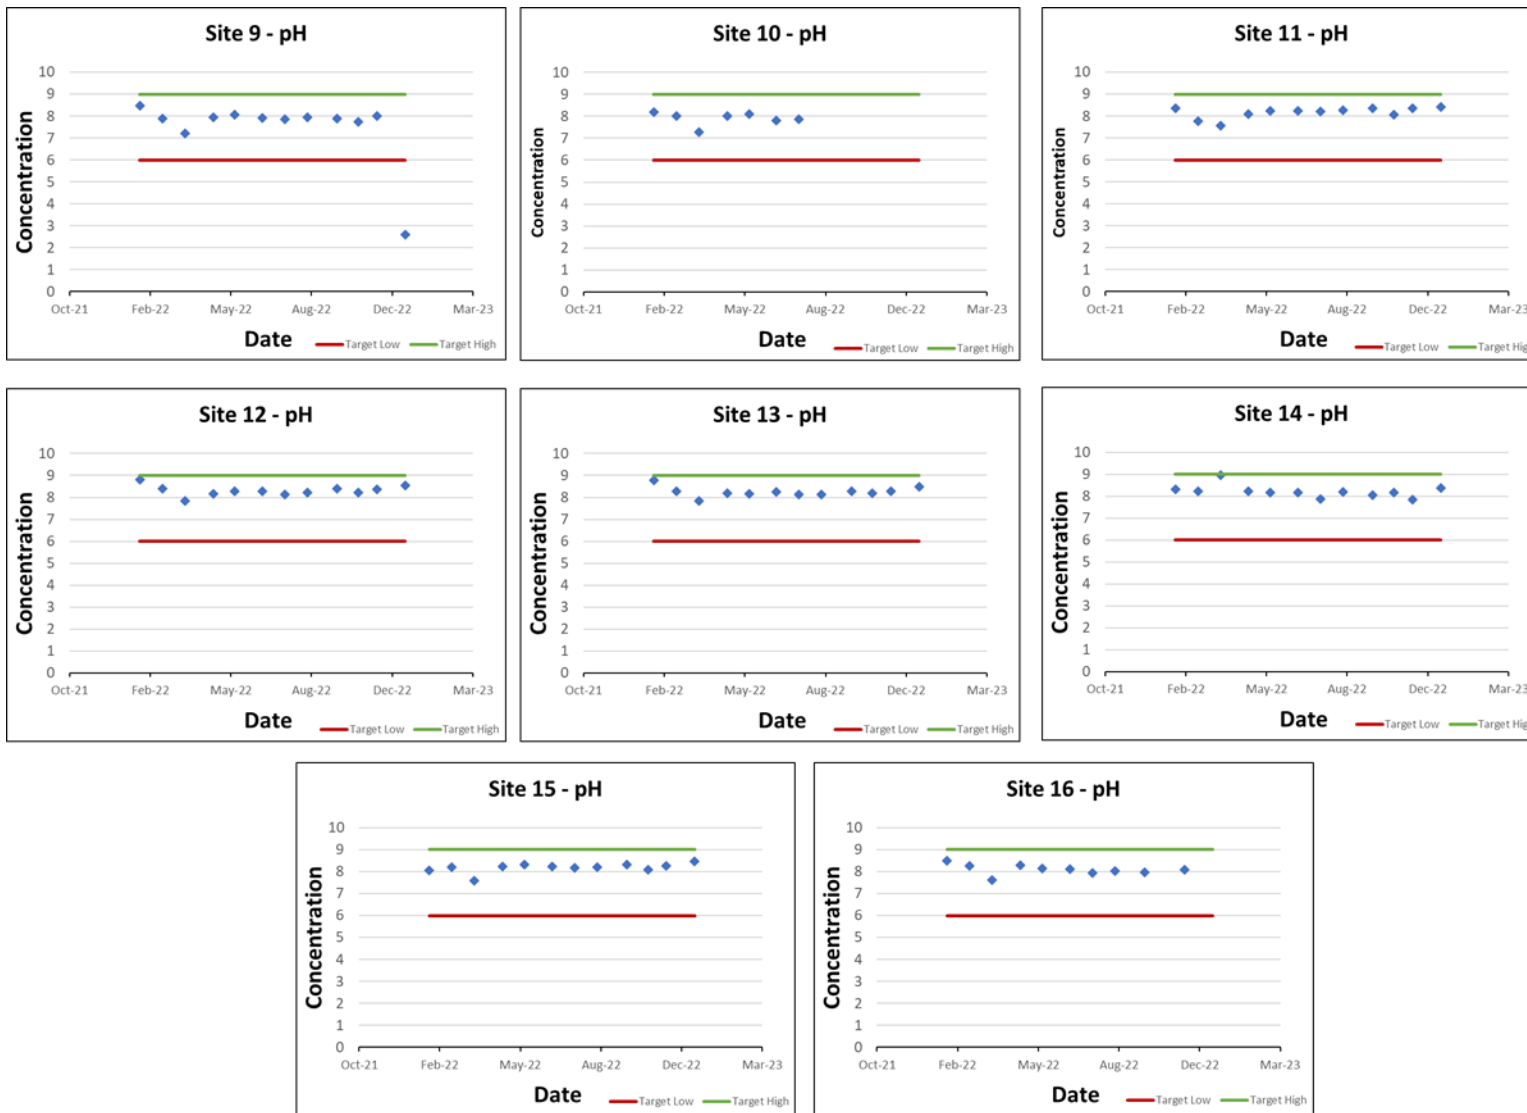 Site 9 - pH
10
9
8
7
6
5
4
3
2
1
0
Concentration
Oct-21 Feb-22 May-22 Aug-22 Dec-22 Mar-23
Date
Target Low Target High
Site 10 - pH
10
9
8
7
6
5
4
3
2
1
0
Concentration
Oct-21 Feb-22 May-22 Aug-22 Dec-22 Mar-23
Date
Target Low Target High
Site 11 - pH
10
9
8
7
6
5
4
3
2
1
0
Concentration
Oct-21 Feb-22 May-22 Aug-22 Dec-22 Mar-23
Date
Target Low Target High
Site 12 - pH
10
9
8
7
6
5
4
3
2
1
0
Concentration
Oct-21 Feb-22 May-22 Aug-22 Dec-22 Mar-23
Date
Target Low Target High
Site 13 - pH
10
9
8
7
6
5
4
3
2
1
0
Concentration
Oct-21 Feb-22 May-22 Aug-22 Dec-22 Mar-23
Date
Target Low Target High
Site 14 - pH
10
9
8
7
6
5
4
3
2
1
0
Concentration
Oct-21 Feb-22 May-22 Aug-22 Dec-22 Mar-23
Date
Target Low Target High
Site 15 - pH
10
9
8
7
6
5
4
3
2
1
0
Concentration
Oct-21 Feb-22 May-22 Aug-22 Dec-22 Mar-23
Date
Target Low Target High
Site 16 - pH
10
9
8
7
6
5
4
3
2
1
0
Concentration
Oct-21 Feb-22 May-22 Aug-22 Dec-22 Mar-23
Date
Target Low Target High